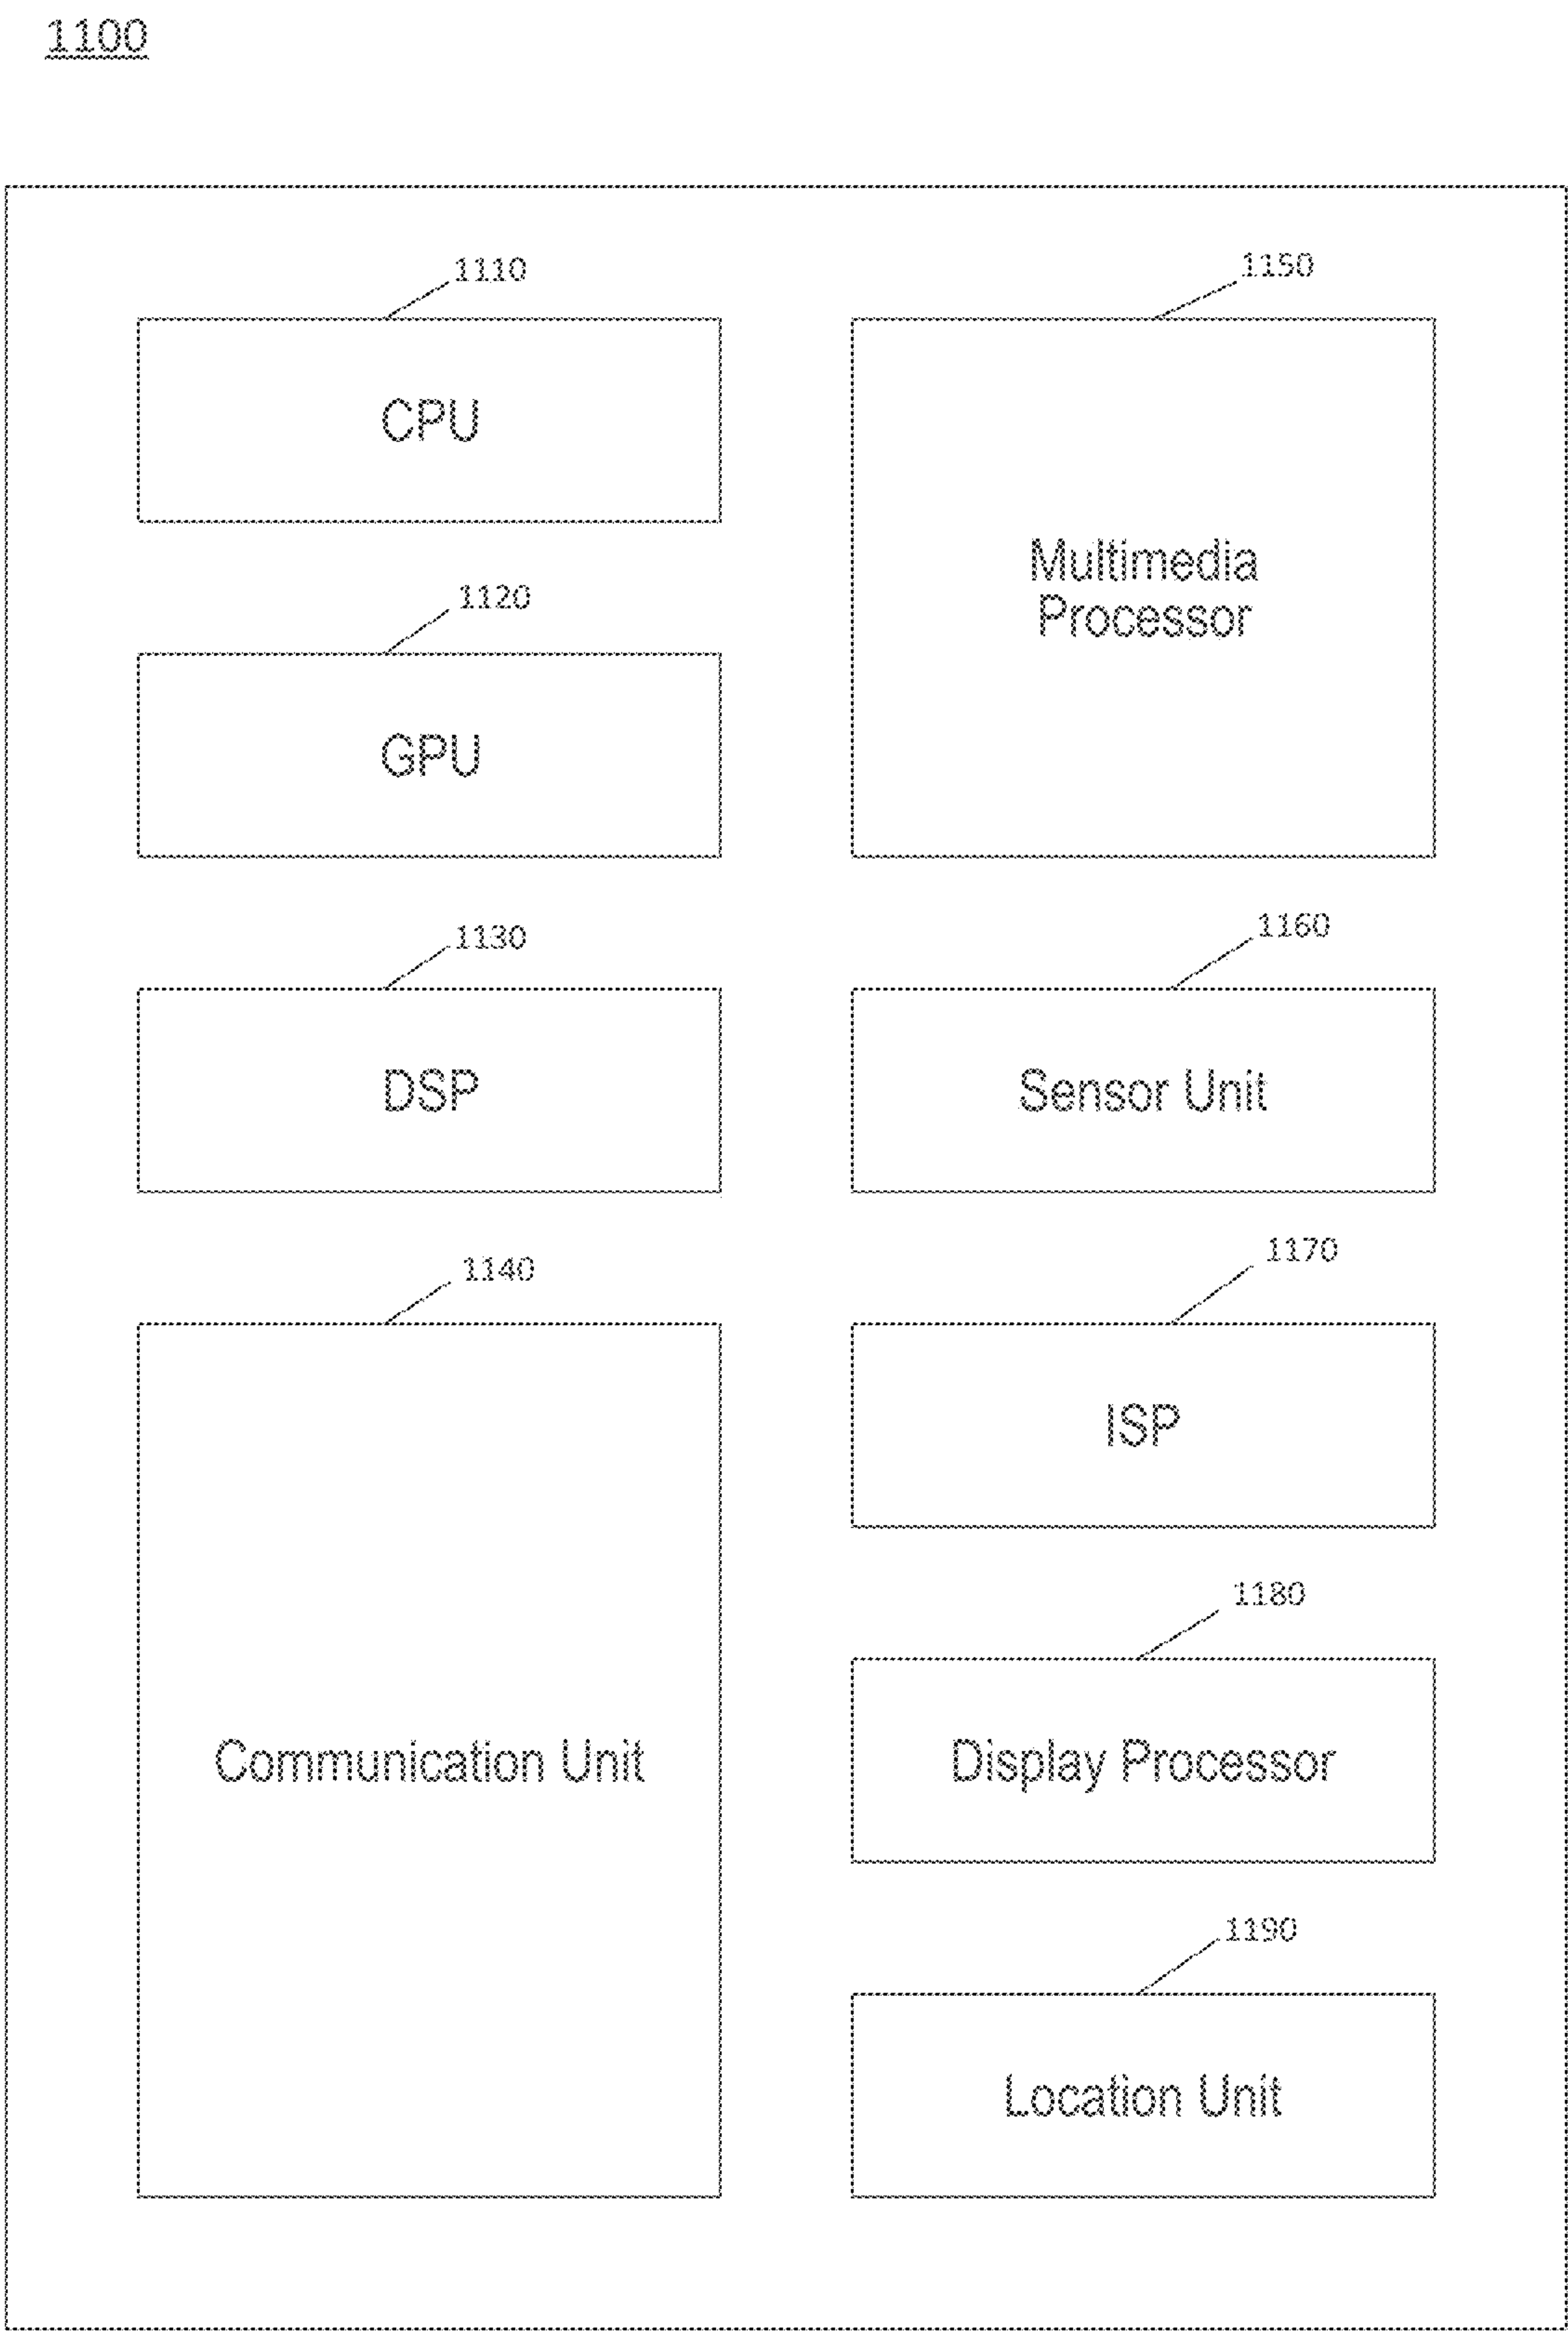 1100
1110
CPU
1120
GPU
1130
DSP
1140
Communication Unit
1150
Multimedia
Processor
1160
Sensor Unit
1170
ISP
1180
Display Processor
1190
Location Unit